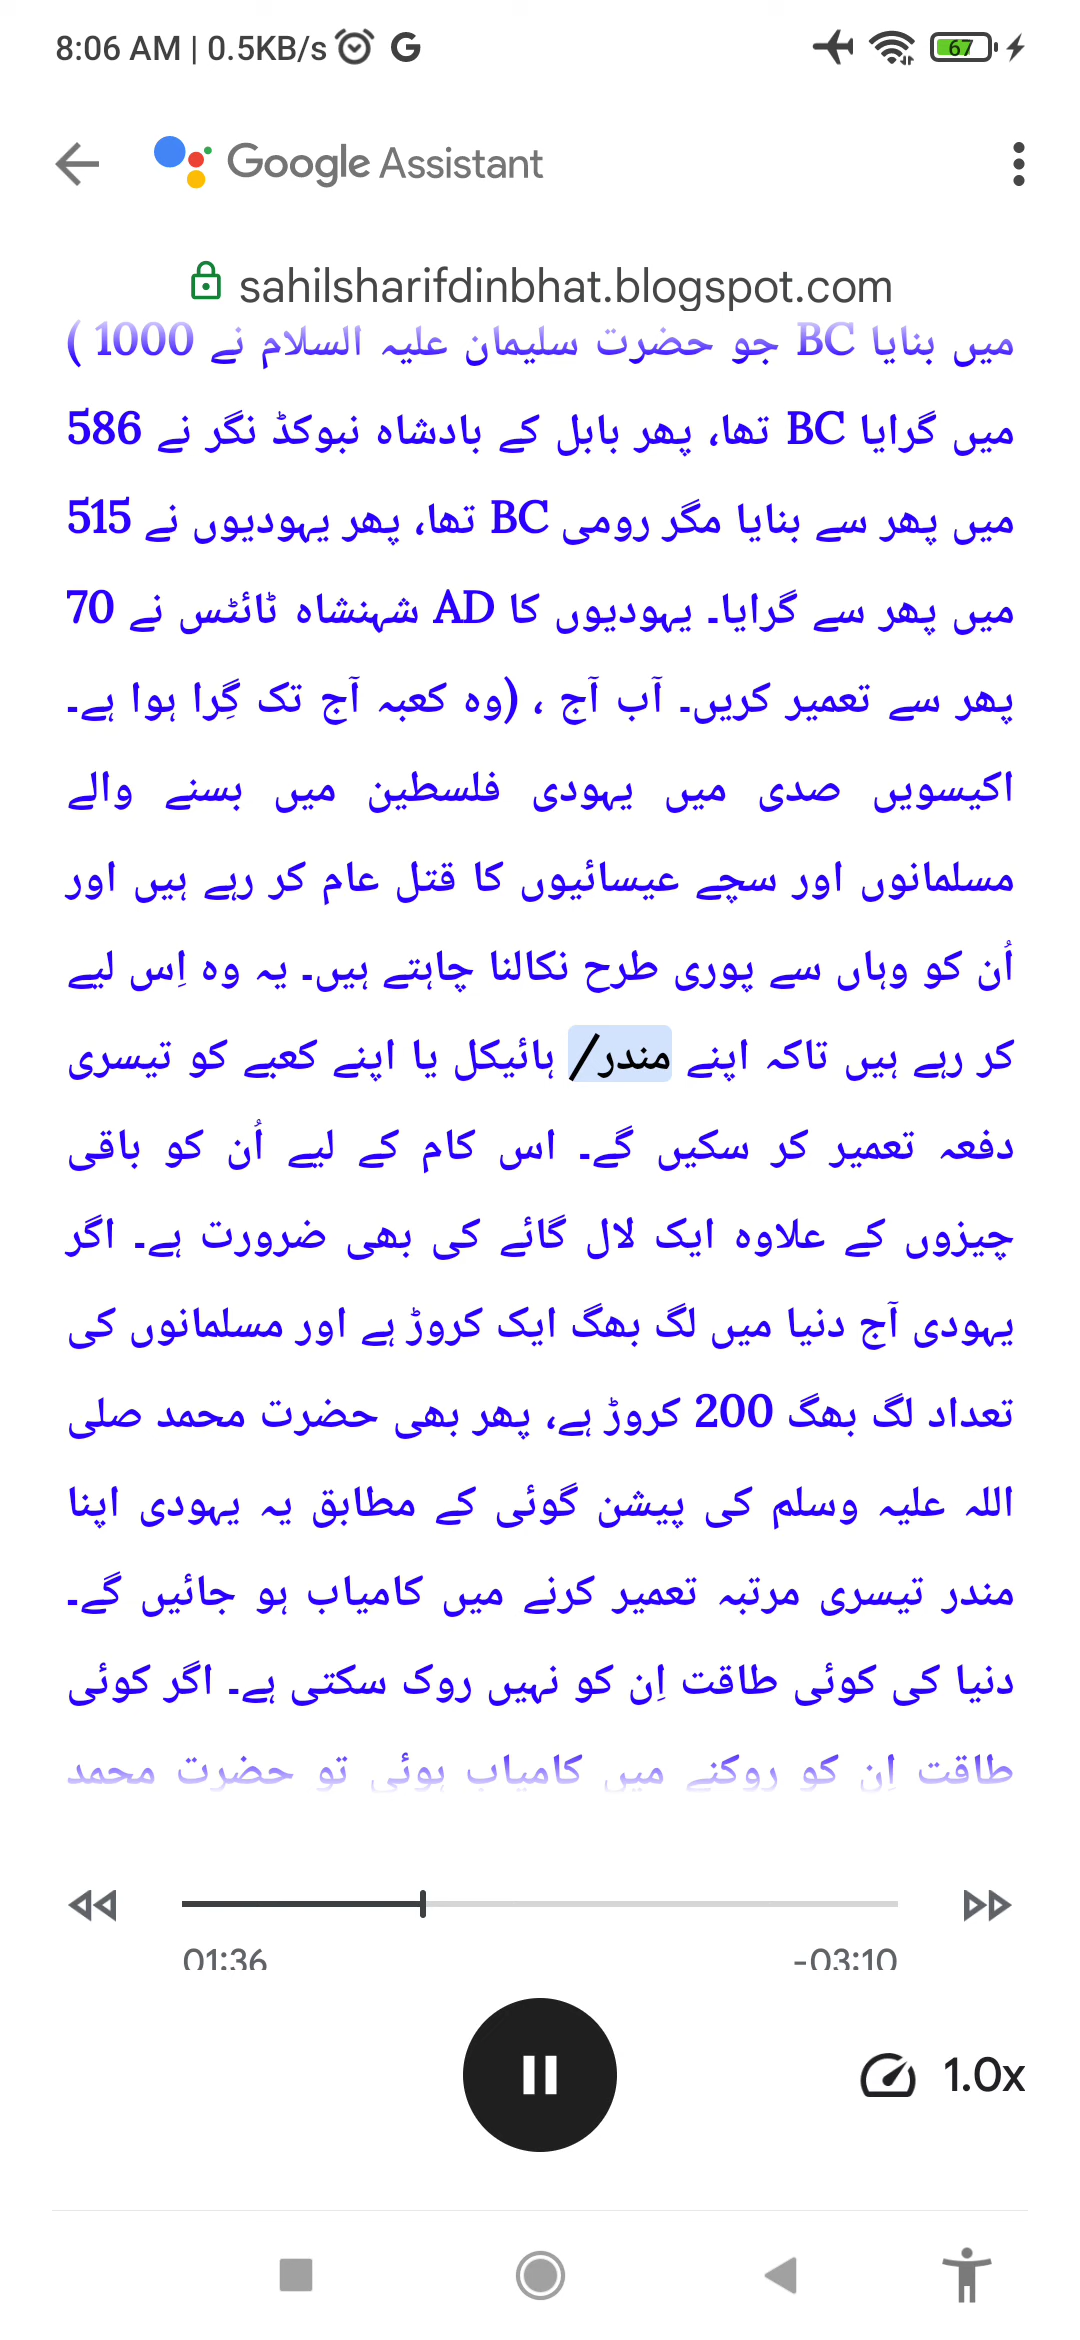 8:06 AM | 0.5KB/s
67
Google Assistant
sahilsharifdinbhat.blogspot.com
( جو حضرت سلیمان علیہ السلام نے 1000 BC میں بنایا
تھا، پھر بابل کے بادشاہ نبوکڈ نگر نے 586 BC میں گرایا
تھا، پھر یہودیوں نے 515 BC میں پھر سے بنایا مگر رومی
شہنشاہ ٹائٹس نے 70 AD میں پھر سے گرایا۔ یہودیوں کا
وہ کعبہ آج تک گِرا ہوا ہے۔) ، پھر سے تعمیر کریں۔ آب آج
اکیسویں صدی میں یہودی فلسطین میں بسنے والے
مسلمانوں اور سچے عیسائیوں کا قتل عام کر رہے ہیں اور
اُن کو وہاں سے پوری طرح نکالنا چاہتے ہیں۔ یہ وہ اِس لیے
کر رہے ہیں تاکہ اپنے مندر/ ہائیکل یا اپنے کعبے کو تیسری
دفعہ تعمیر کر سکیں گے۔ اس کام کے لیے اُن کو باقی
چیزوں کے علاوہ ایک لال گائے کی بھی ضرورت ہے۔ اگر
یہودی آج دنیا میں لگ بھگ ایک کروڑ ہے اور مسلمانوں کی
تعداد لگ بھگ 200 کروڑ ہے، پھر بھی حضرت محمد صلی
اللہ علیہ وسلم کی پیشن گوئی کے مطابق یہ یہودی اپنا
مندر تیسری مرتبہ تعمیر کرنے میں کامیاب ہو جائیں گے۔
دنیا کی کوئی طاقت اِن کو نہیں روک سکتی ہے۔ اگر کوئی
طاقت اِن کو روکنے میں کامیاب ہوئی تو حضرت محمد
01:36
-03:10
1.0x